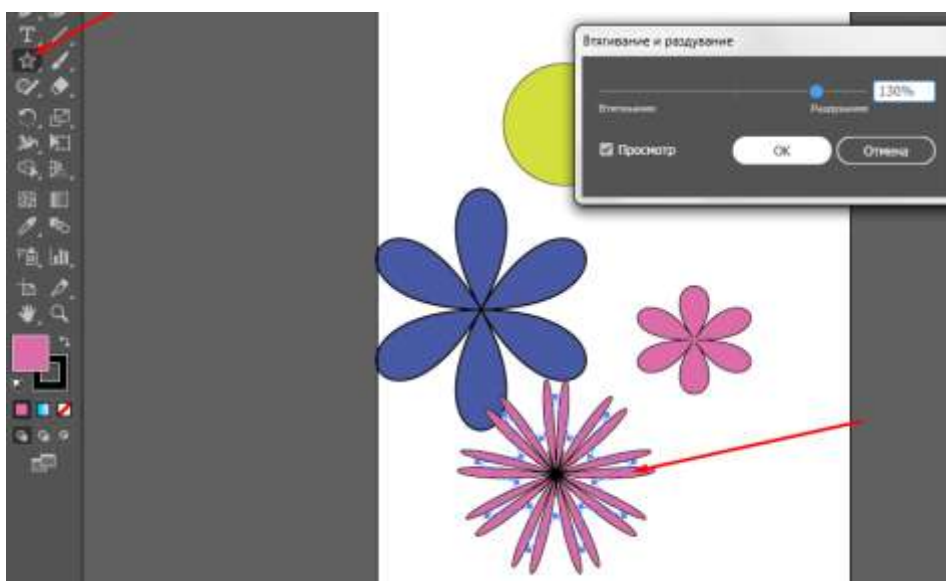 Втягивание и раздувание
130%
Втягивание
Раздувание
Просмотр
OK
Отмена